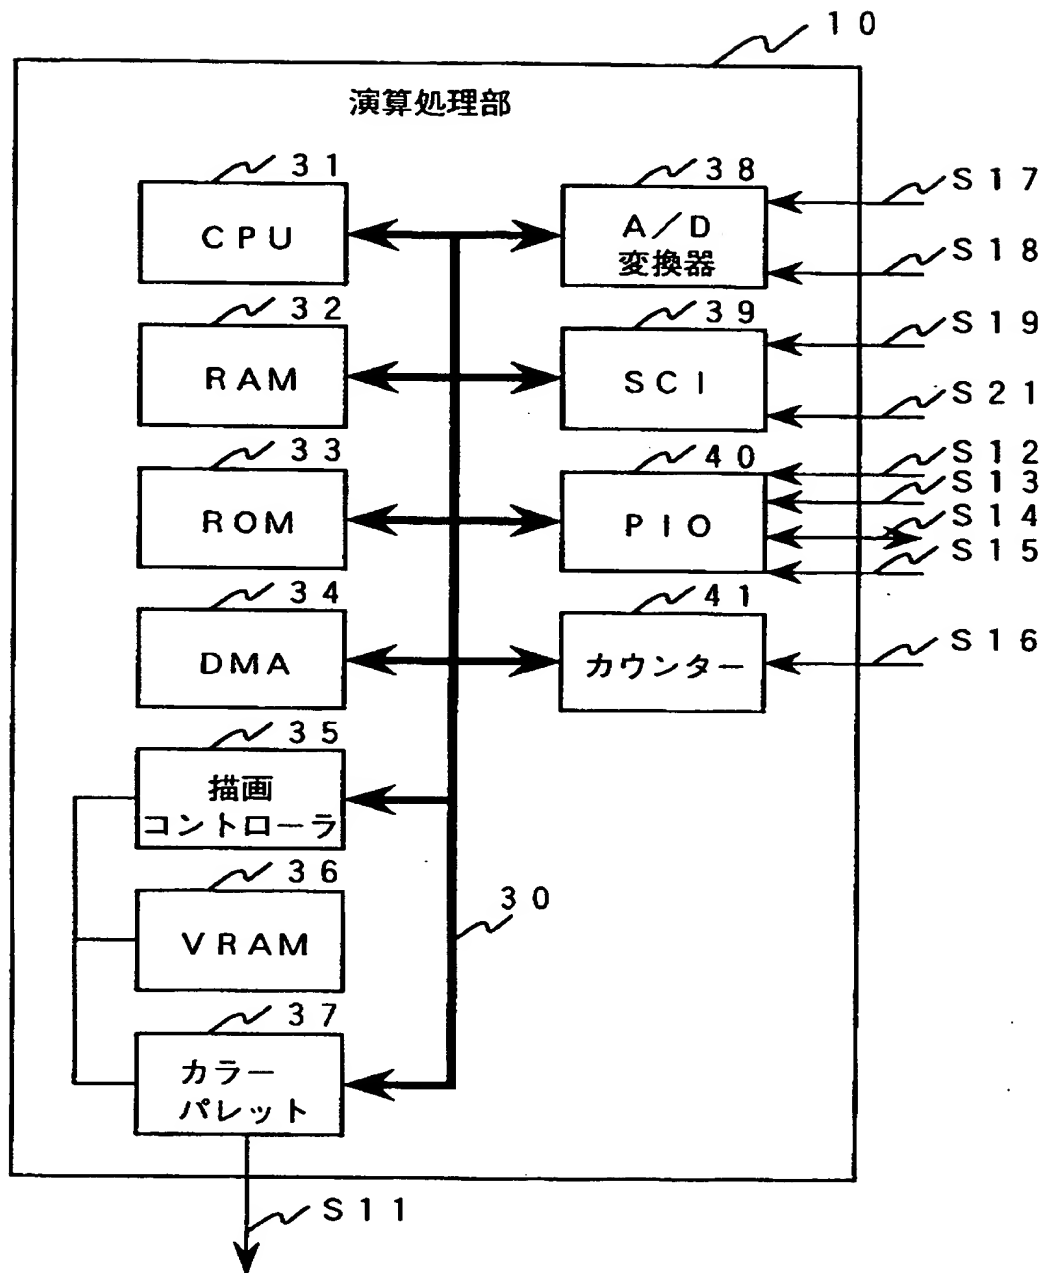 10
演算処理部
31
CPU
38
A/D
変換器
S17
S18
32
RAM
39
SCI
S19
S21
33
ROM
40
PIO
S12
S13
S14
S15
34
DMA
41
カウンター
S16
35
描画
コントローラ
36
VRAM
30
37
カラー
パレット
S11